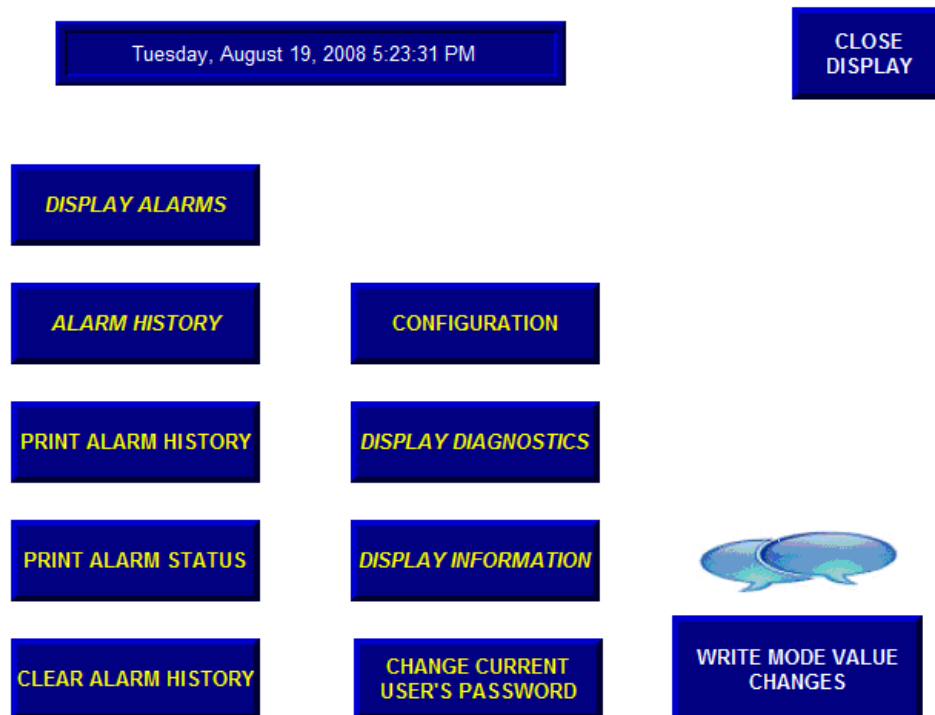 Tuesday, August 19, 2008 5:23:31 PM
CLOSE
DISPLAY
DISPLAY ALARMS
ALARM HISTORY
CONFIGURATION
PRINT ALARM HISTORY
DISPLAY DIAGNOSTICS
PRINT ALARM STATUS
DISPLAY INFORMATION
CLEAR ALARM HISTORY
CHANGE CURRENT
USER'S PASSWORD
WRITE MODE VALUE
CHANGES